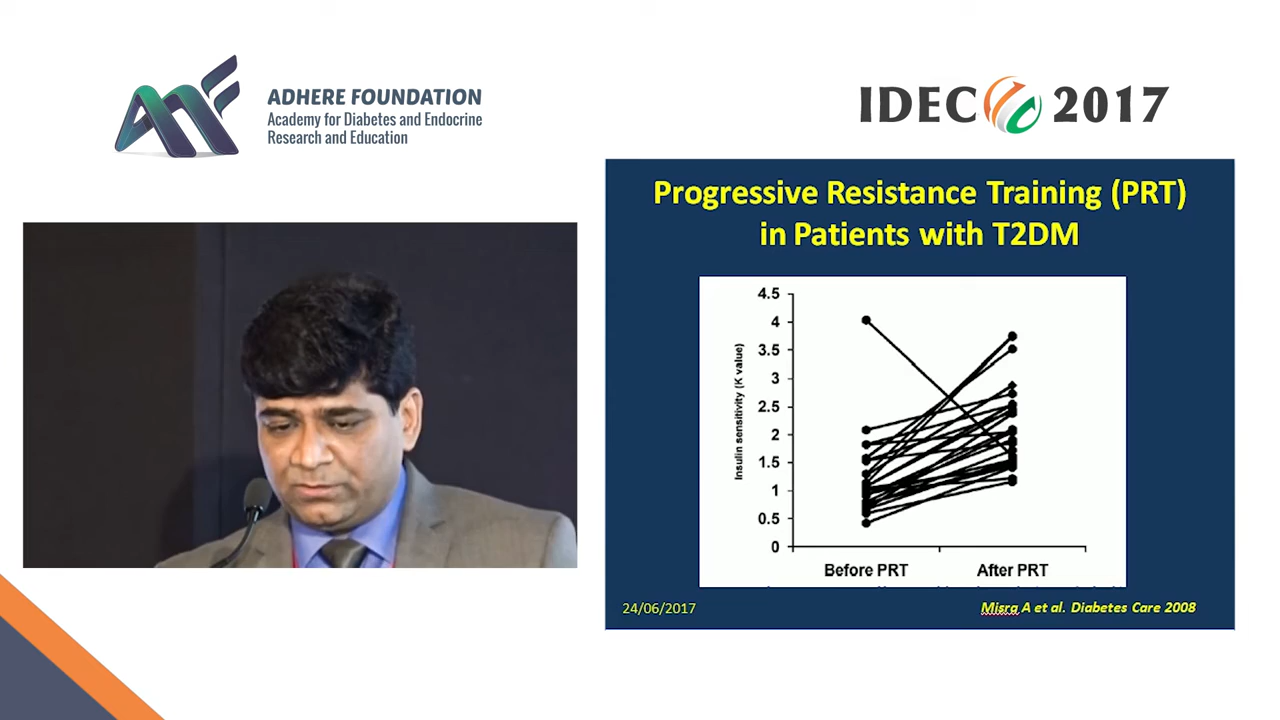 ADHERE FOUNDATION
Academy for Diabetes and Endocrine
Research and Education
IDEC 2017
Progressive Resistance Training (PRT)
in Patients with T2DM
Insulin sensitivity (K value)
4.5
4
3.5
3
2.5
2
1.5
1
0.5
0
Before PRT
After PRT
24/06/2017
Misra A et al. Diabetes Care 2008